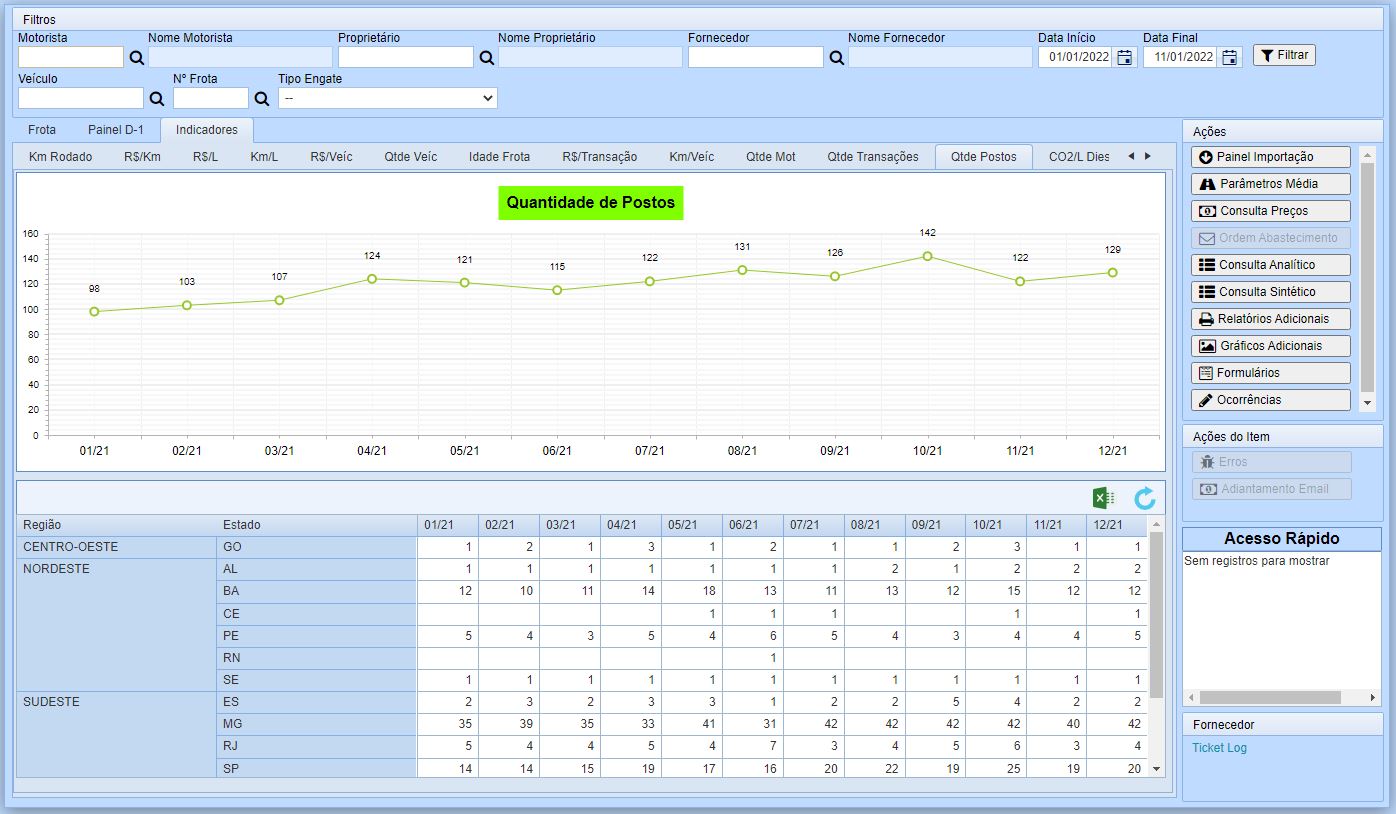 Filtros
Motorista Nome Motorista Proprietário Nome Proprietário Fornecedor Nome Fornecedor Data Início Data Final
01/01/2022 11/01/2022 Filtrar
Veículo Nº Frota Tipo Engate
--
Frota Painel D-1 Indicadores
Km Rodado R$/Km R$/L Km/L R$/Veíc Qtde Veíc Idade Frota R$/Transação Km/Veíc Qtde Mot Qtde Transações Qtde Postos CO2/L Dies
Quantidade de Postos
160
140
120
100
80
60
40
20
0
98 103 107 124 121 115 122 131 126 142 122 129
01/21 02/21 03/21 04/21 05/21 06/21 07/21 08/21 09/21 10/21 11/21 12/21
Região Estado 01/21 02/21 03/21 04/21 05/21 06/21 07/21 08/21 09/21 10/21 11/21 12/21
CENTRO-OESTE GO 1 2 1 3 1 2 1 1 2 3 1 1
NORDESTE AL 1 1 1 1 1 1 1 2 1 2 2 2
BA 12 10 11 14 18 13 11 13 12 15 12 12
CE 1 1 1 1 1
PE 5 4 3 5 4 6 5 4 3 4 4 5
RN 1
SE 1 1 1 1 1 1 1 1 1 1 1 1
SUDESTE ES 2 3 2 3 3 1 2 2 5 4 2 2
MG 35 39 35 33 41 31 42 42 42 42 40 42
RJ 5 4 4 5 4 7 3 4 5 6 3 4
SP 14 14 15 19 17 16 20 22 19 25 19 20
Ações
Painel Importação
Parâmetros Média
Consulta Preços
Ordem Abastecimento
Consulta Analítico
Consulta Sintético
Relatórios Adicionais
Gráficos Adicionais
Formulários
Ocorrências
Ações do Item
Erros
Adiantamento Email
Acesso Rápido
Sem registros para mostrar
Fornecedor
Ticket Log